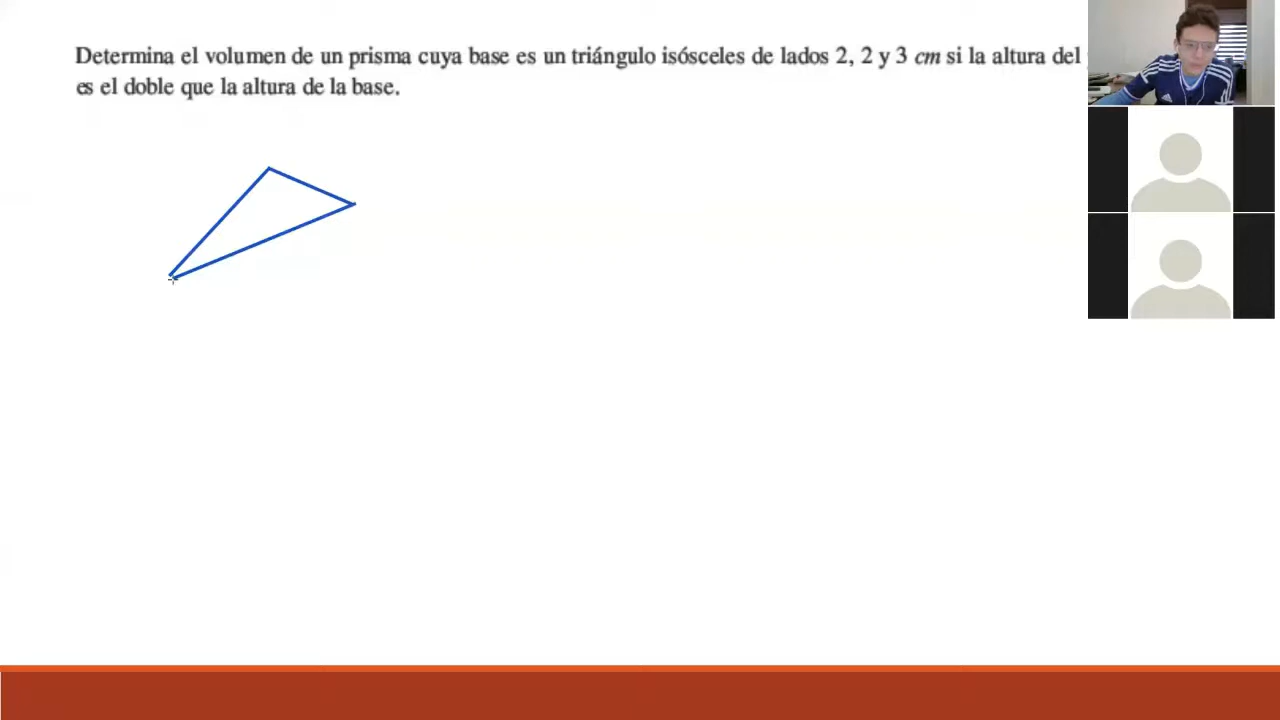 Determina el volumen de un prisma cuya base es un triángulo isósceles de lados 2, 2 y 3 cm si la altura del
es el doble que la altura de la base.